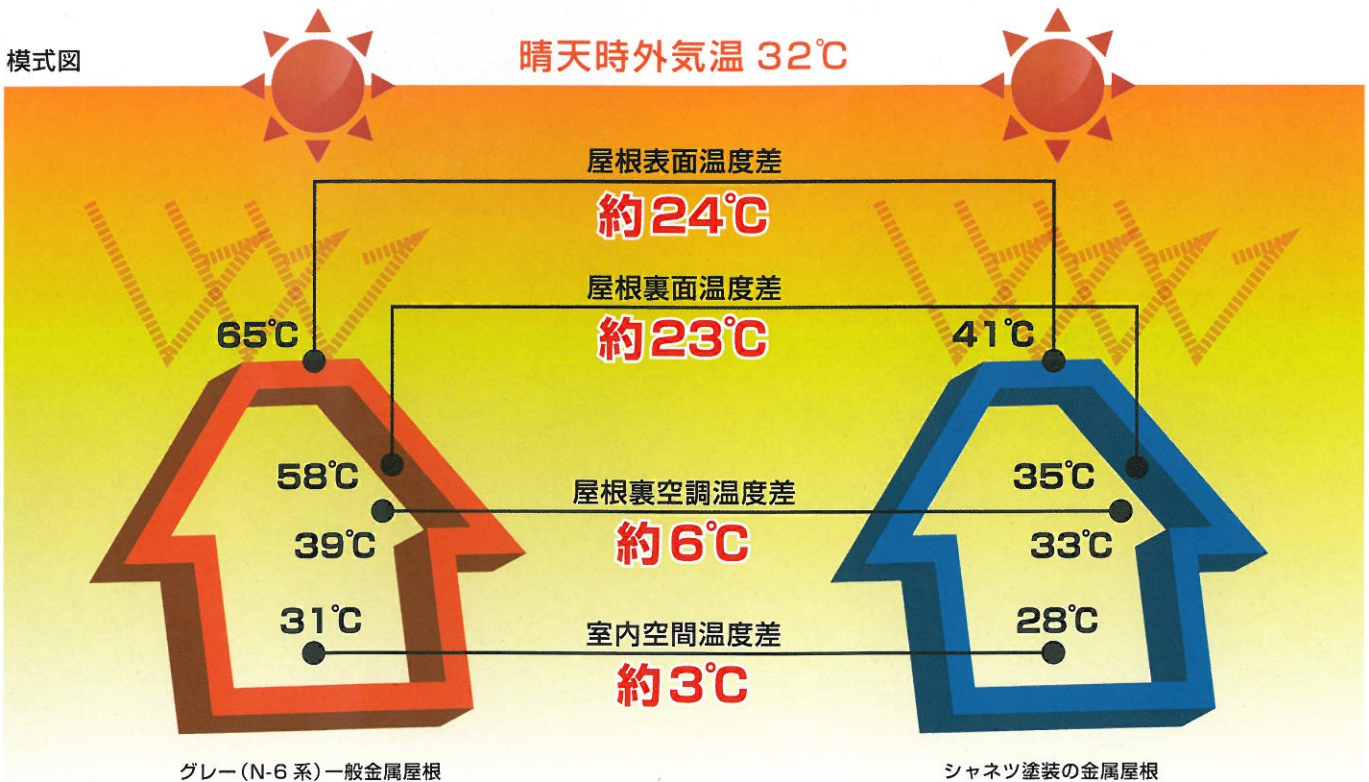 模式図
晴天時外気温 32℃
屋根表面温度差
約24℃
屋根裏面温度差
約23℃
65℃
41℃
58℃
35℃
屋根裏空調温度差
約6℃
39℃
33℃
31℃
28℃
室内空間温度差
約3℃
グレー(N-6 系)一般金属屋根
シャネツ塗装の金属屋根